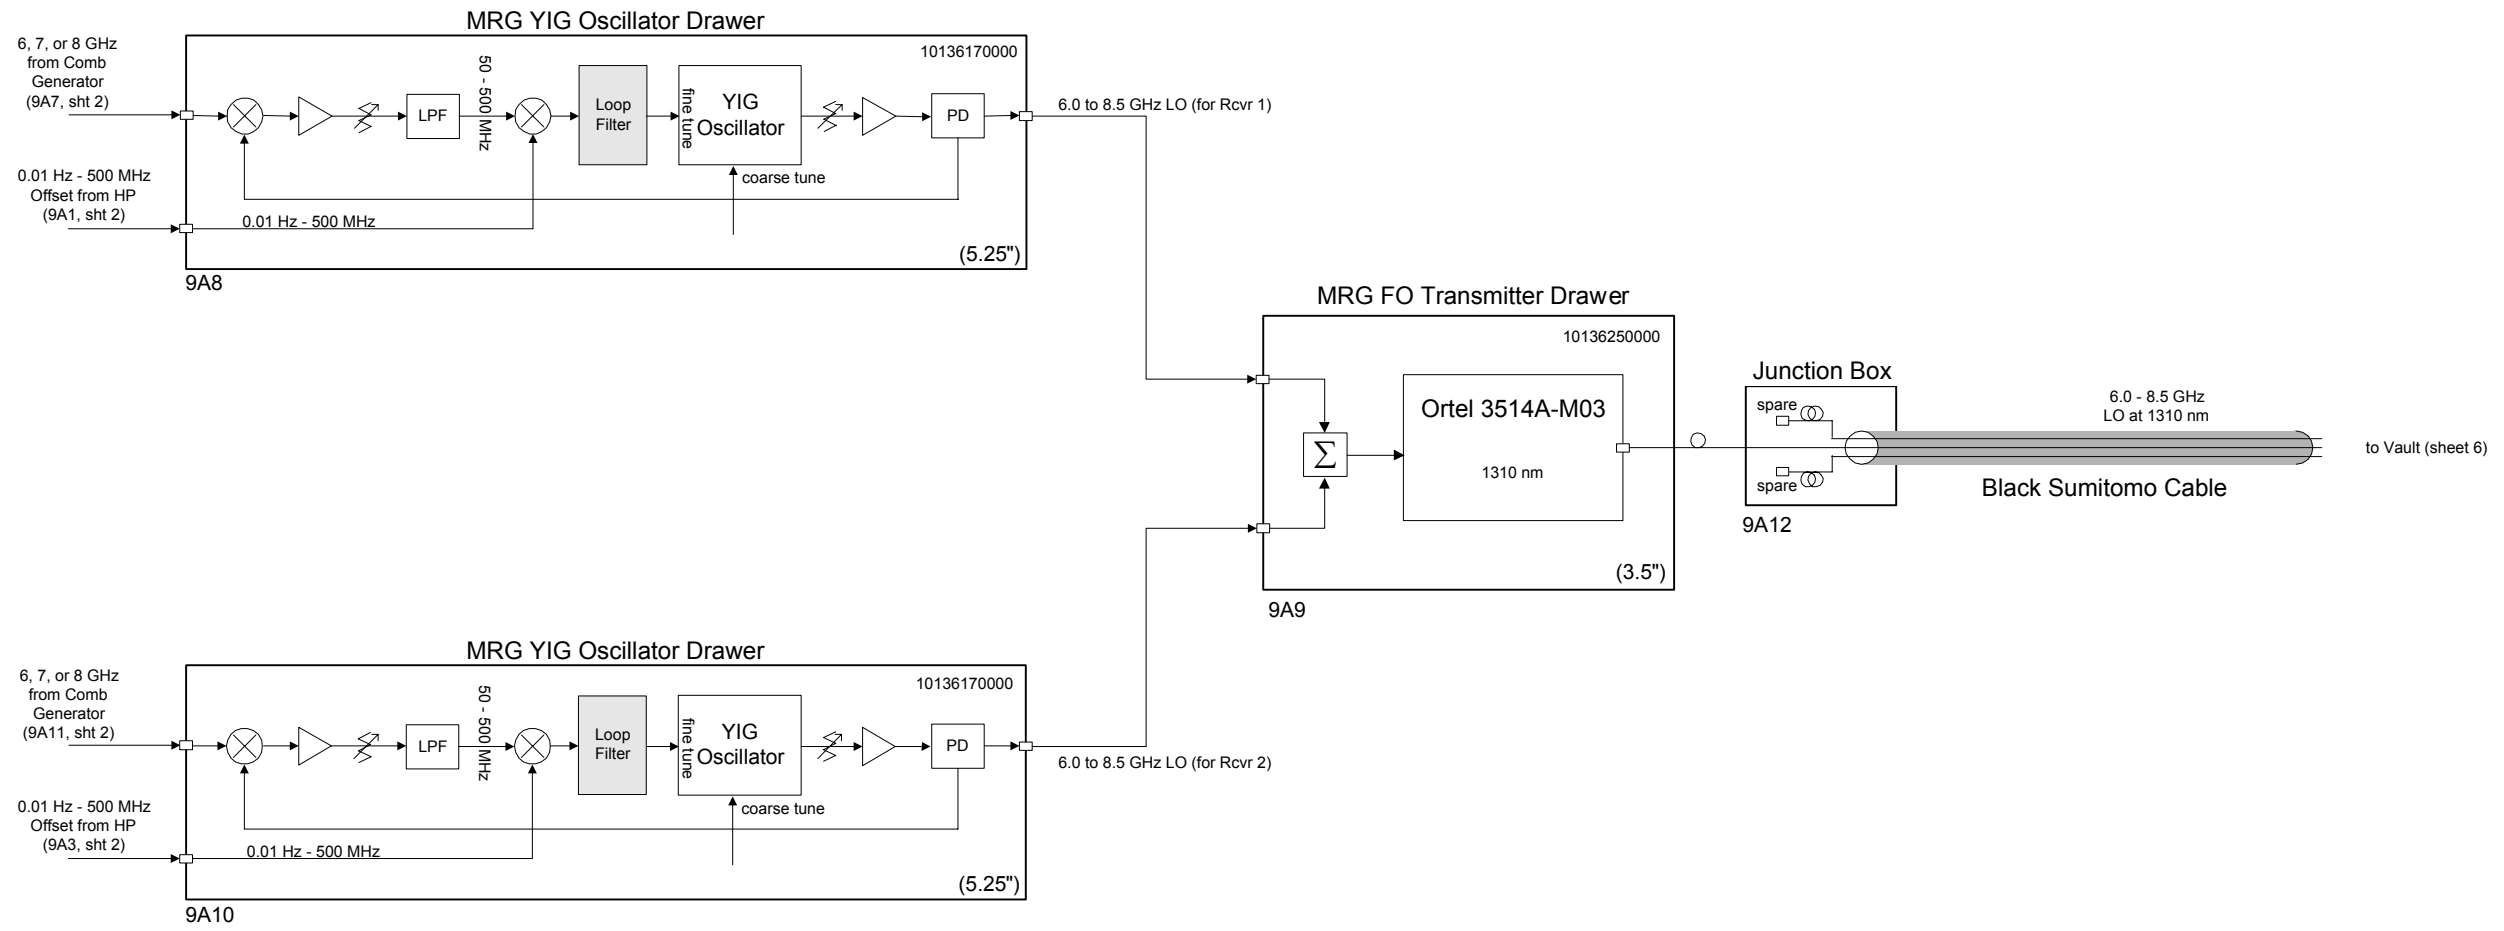 MRG YIG Oscillator Drawer
6, 7, or 8 GHz
from Comb
Generator
(9A7, sht 2)
10136170000
LPF
50 - 500 MHz
Loop
Filter
fine tune
YIG
Oscillator
PD
6.0 to 8.5 GHz LO (for Rcvr 1)
coarse tune
0.01 Hz - 500 MHz
Offset from HP
(9A1, sht 2)
0.01 Hz - 500 MHz
(5.25")
9A8
MRG FO Transmitter Drawer
10136250000
Σ
Ortel 3514A-M03
1310 nm
(3.5")
9A9
Junction Box
spare
spare
9A12
6.0 - 8.5 GHz
LO at 1310 nm
to Vault (sheet 6)
Black Sumitomo Cable
MRG YIG Oscillator Drawer
6, 7, or 8 GHz
from Comb
Generator
(9A11, sht 2)
10136170000
LPF
50 - 500 MHz
Loop
Filter
fine tune
YIG
Oscillator
PD
6.0 to 8.5 GHz LO (for Rcvr 2)
coarse tune
0.01 Hz - 500 MHz
Offset from HP
(9A3, sht 2)
0.01 Hz - 500 MHz
(5.25")
9A10